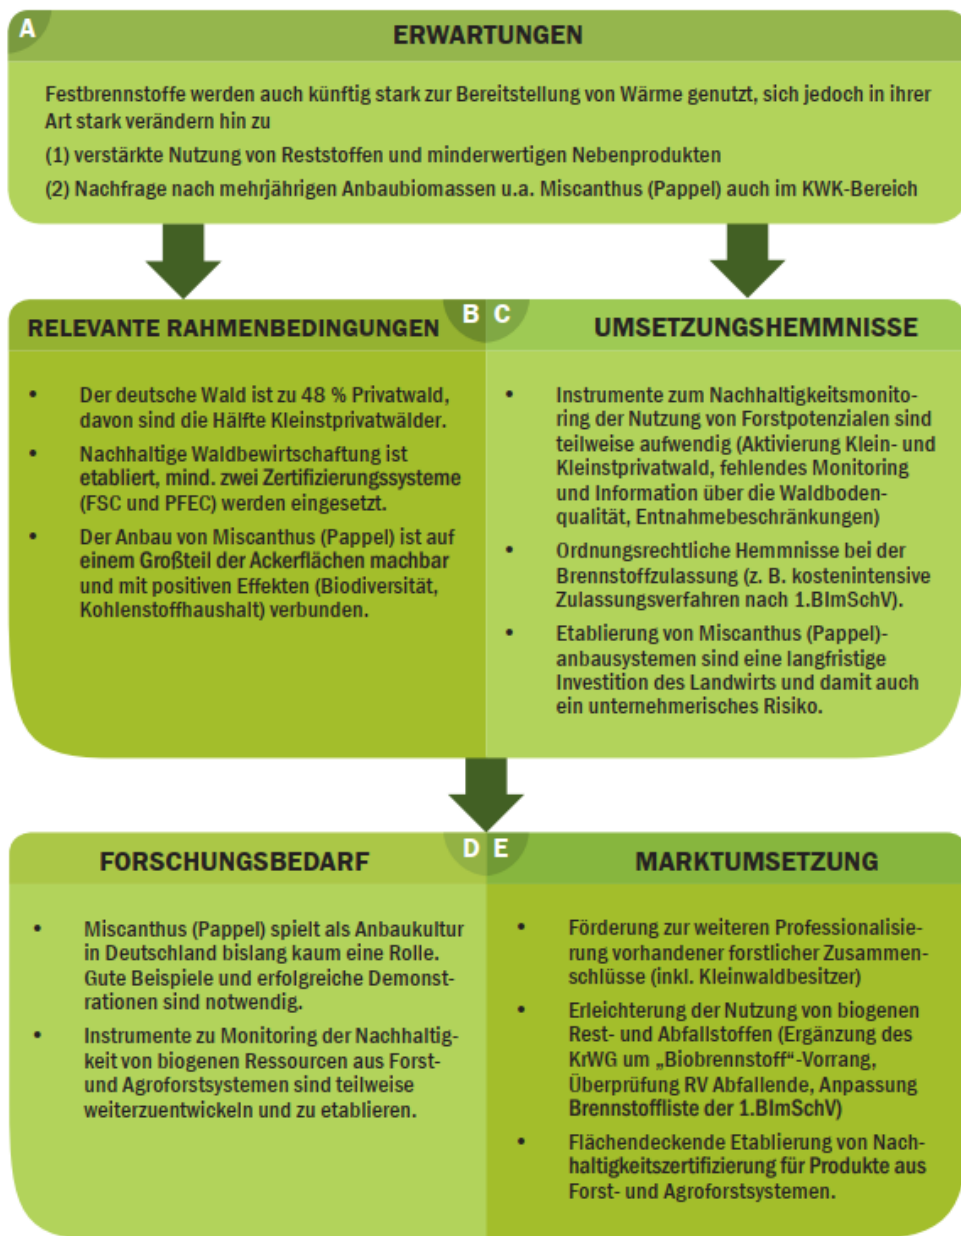 A
ERWARTUNGEN
Festbrennstoffe werden auch künftig stark zur Bereitstellung von Wärme genutzt, sich jedoch in ihrer
Art stark verändern hin zu
(1) verstärkte Nutzung von Reststoffen und minderwertigen Nebenprodukten
(2) Nachfrage nach mehrjährigen Anbaubiomassen u.a. Miscanthus (Pappel) auch im KWK-Bereich
B
RELEVANTE RAHMENBEDINGUNGEN
• Der deutsche Wald ist zu 48 % Privatwald,
davon sind die Hälfte Kleinstprivatwälder.
• Nachhaltige Waldbewirtschaftung ist
etabliert, mind. zwei Zertifizierungssysteme
(FSC und PFEC) werden eingesetzt.
• Der Anbau von Miscanthus (Pappel) ist auf
einem Großteil der Ackerflächen machbar
und mit positiven Effekten (Biodiversität,
Kohlenstoffhaushalt) verbunden.
C
UMSETZUNGSHEMMNISSE
• Instrumente zum Nachhaltigkeitsmonito-
ring der Nutzung von Forstpotenzialen sind
teilweise aufwendig (Aktivierung Klein- und
Kleinstprivatwald, fehlendes Monitoring
und Information über die Waldboden-
qualität, Entnahmebeschränkungen)
• Ordnungsrechtliche Hemmnisse bei der
Brennstoffzulassung (z. B. kostenintensive
Zulassungsverfahren nach 1.BImSchV).
• Etablierung von Miscanthus (Pappel)-
anbausystemen sind eine langfristige
Investition des Landwirts und damit auch
ein unternehmerisches Risiko.
D
FORSCHUNGSBEDARF
• Miscanthus (Pappel) spielt als Anbaukultur
in Deutschland bislang kaum eine Rolle.
Gute Beispiele und erfolgreiche Demonst-
rationen sind notwendig.
• Instrumente zu Monitoring der Nachhaltig-
keit von biogenen Ressourcen aus Forst-
und Agroforstsystemen sind teilweise
weiterzuentwickeln und zu etablieren.
E
MARKTUMSETZUNG
• Förderung zur weiteren Professionalisie-
rung vorhandener forstlicher Zusammen-
schlüsse (inkl. Kleinwaldbesitzer)
• Erleichterung der Nutzung von biogenen
Rest- und Abfallstoffen (Ergänzung des
KrWG um „Biobrennstoff“-Vorrang,
Überprüfung RV Abfallende, Anpassung
Brennstoffliste der 1.BImSchV)
• Flächendeckende Etablierung von Nach-
haltigkeitszertifizierung für Produkte aus
Forst- und Agroforstsystemen.